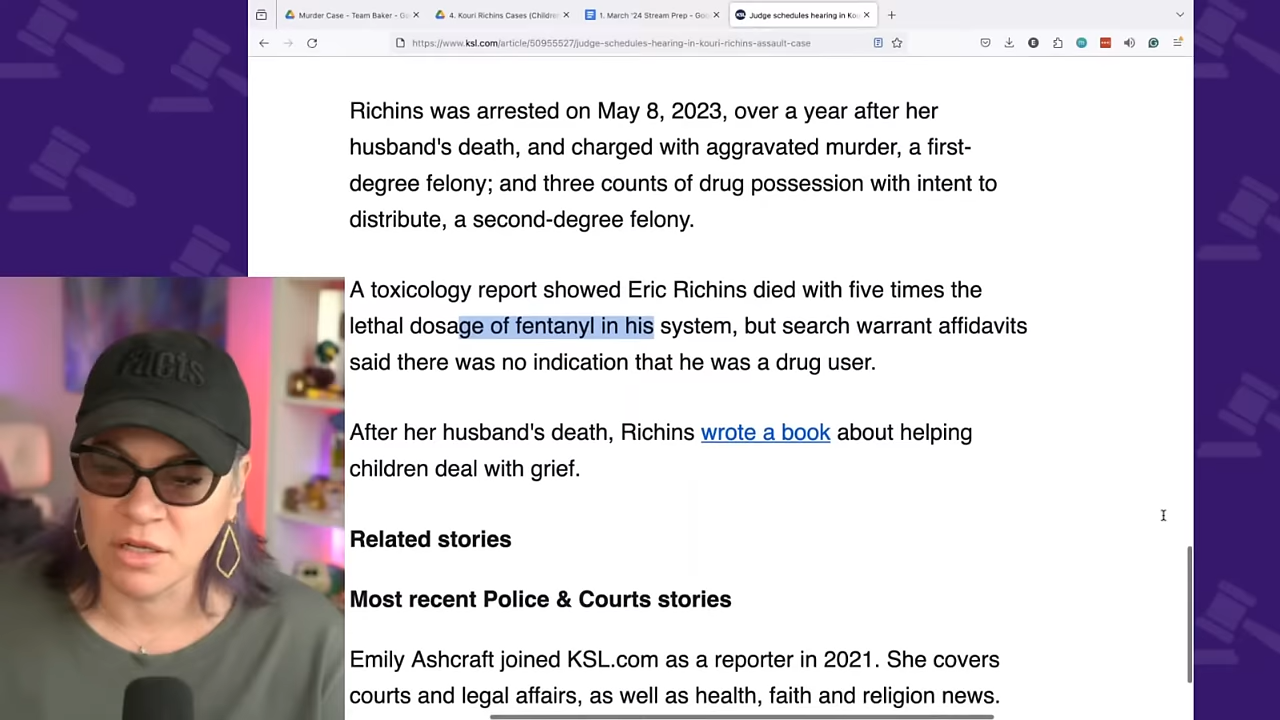 Murder Case - Team Baker - Go
4. Kouri Richins Cases (Childre
1. March '24 Stream Prep - Goo
KSL
Judge schedules hearing in Kou
https://www.ksl.com/article/50955527/judge-schedules-hearing-in-kouri-richins-assault-case
Richins was arrested on May 8, 2023, over a year after her
husband's death, and charged with aggravated murder, a first-
degree felony; and three counts of drug possession with intent to
distribute, a second-degree felony.
A toxicology report showed Eric Richins died with five times the
lethal dosage of fentanyl in his system, but search warrant affidavits
said there was no indication that he was a drug user.
After her husband's death, Richins wrote a book about helping
children deal with grief.
Related stories
Most recent Police & Courts stories
Emily Ashcraft joined KSL.com as a reporter in 2021. She covers
courts and legal affairs, as well as health, faith and religion news.
facts